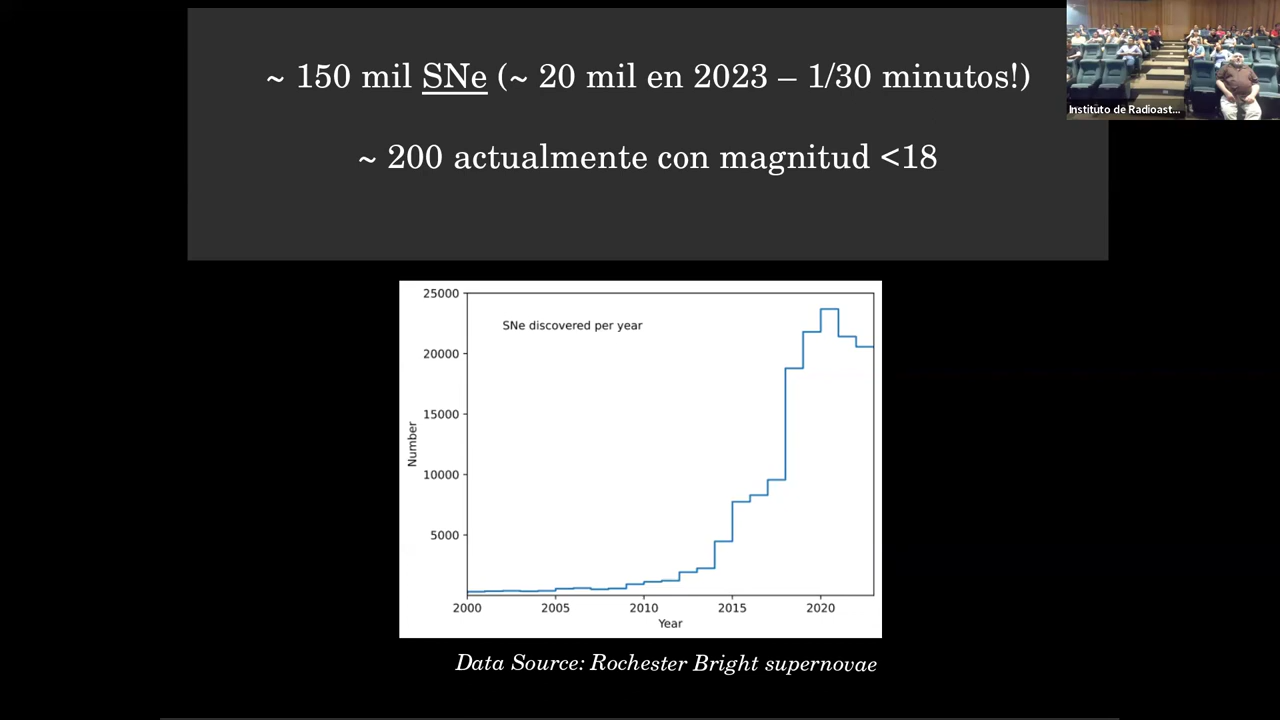 ~ 150 mil SNe (~ 20 mil en 2023 – 1/30 minutos!)
~ 200 actualmente con magnitud <18
Instituto de Radioast...
25000
SNe discovered per year
20000
15000
Number
10000
5000
2000 2005 2010 2015 2020
Year
Data Source: Rochester Bright supernovae